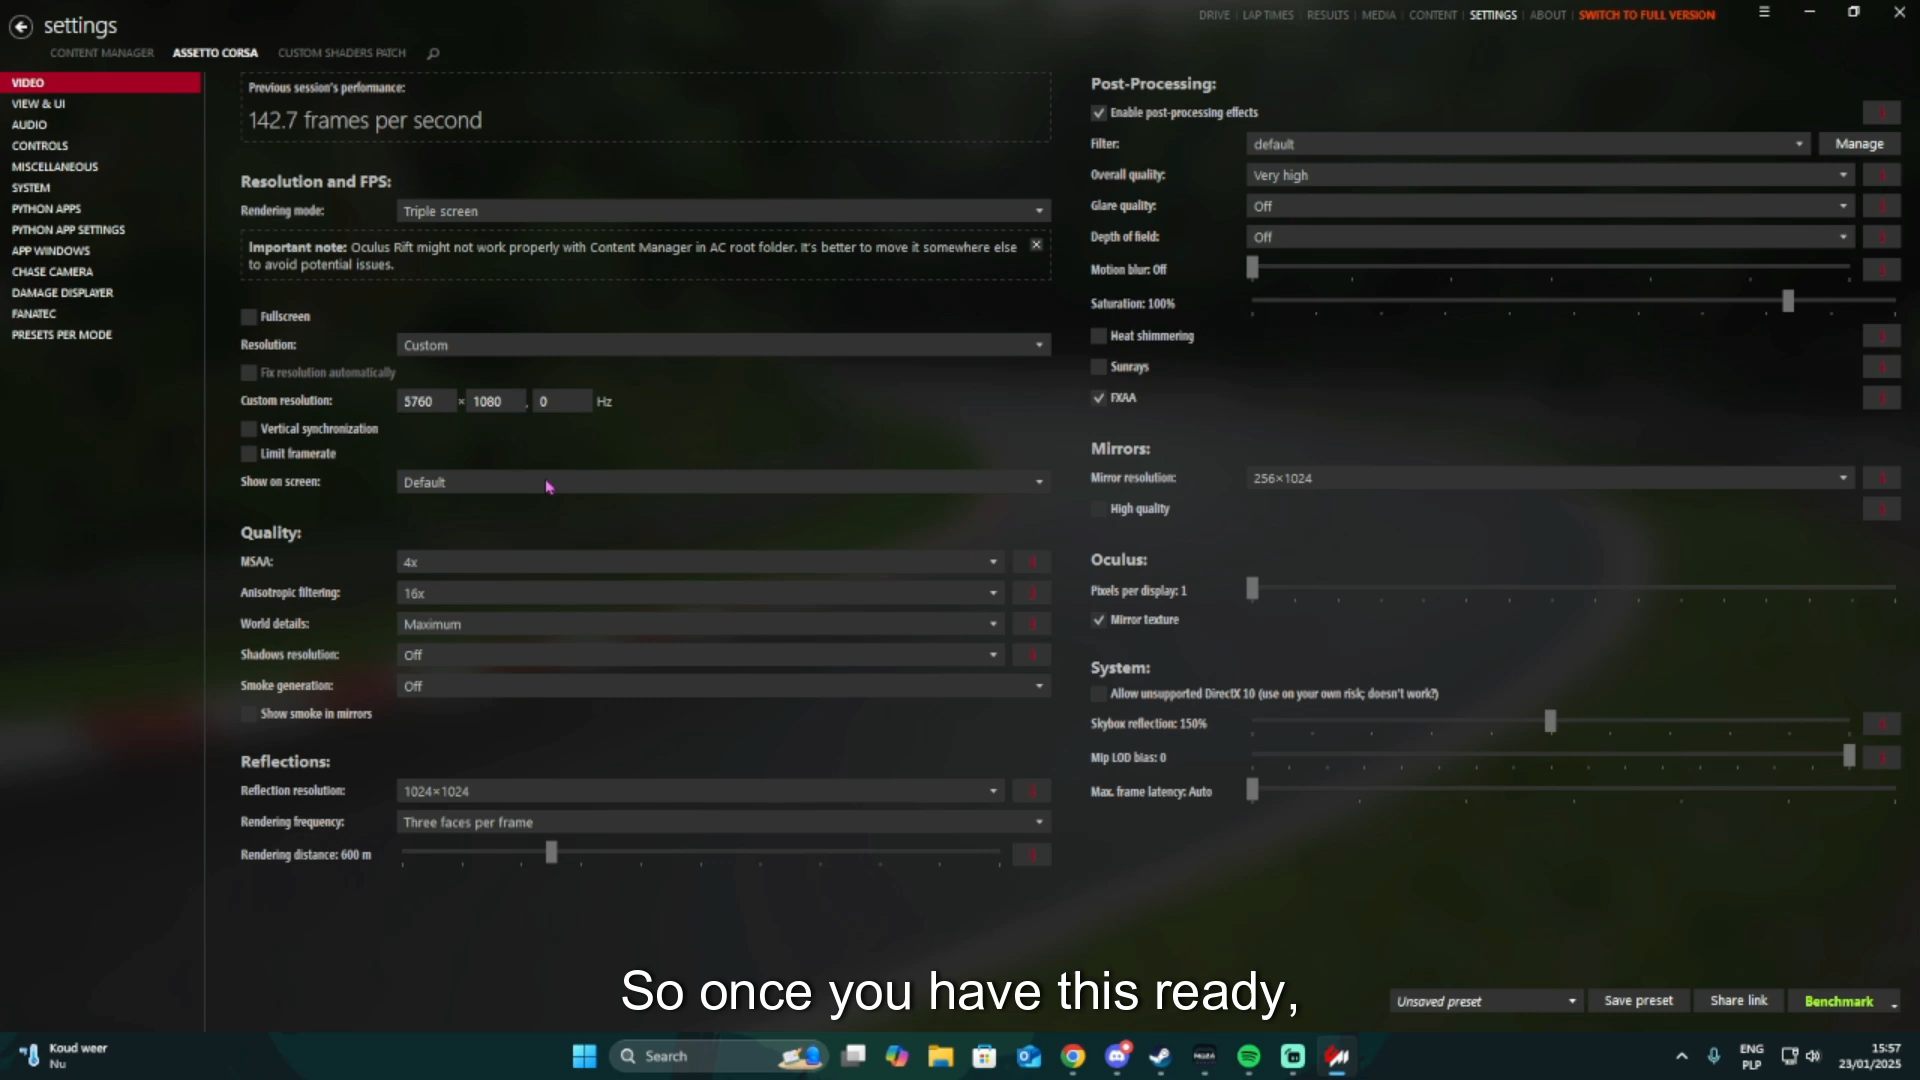 settings
DRIVE | LAP TIMES | RESULTS | MEDIA | CONTENT | SETTINGS | ABOUT | SWITCH TO FULL VERSION
CONTENT MANAGER ASSETTO CORSA CUSTOM SHADERS PATCH
VIDEO
VIEW & UI
AUDIO
CONTROLS
MISCELLANEOUS
SYSTEM
PYTHON APPS
PYTHON APP SETTINGS
APP WINDOWS
CHASE CAMERA
DAMAGE DISPLAYER
FANATEC
PRESETS PER MODE
Previous session's performance:
142.7 frames per second
Resolution and FPS:
Rendering mode: Triple screen
Important note: Oculus Rift might not work properly with Content Manager in AC root folder. It's better to move it somewhere else
to avoid potential issues.
Fullscreen
Resolution: Custom
Fix resolution automatically
Custom resolution: 5760 × 1080 , 0 Hz
Vertical synchronization
Limit framerate
Show on screen: Default
Quality:
MSAA: 4x
Anisotropic filtering: 16x
World details: Maximum
Shadows resolution: Off
Smoke generation: Off
Show smoke in mirrors
Reflections:
Reflection resolution: 1024×1024
Rendering frequency: Three faces per frame
Rendering distance: 600 m
Post-Processing:
Enable post-processing effects
Filter: default Manage
Overall quality: Very high
Glare quality: Off
Depth of field: Off
Motion blur: Off
Saturation: 100%
Heat shimmering
Sunrays
FXAA
Mirrors:
Mirror resolution: 256×1024
High quality
Oculus:
Pixels per display: 1
Mirror texture
System:
Allow unsupported DirectX 10 (use on your own risk; doesn't work?)
Skybox reflection: 150%
Mip LOD bias: 0
Max. frame latency: Auto
So once you have this ready,
Unsaved preset Save preset Share link Benchmark
Koud weer
Nu
Search
MOZA
ENG
PLP
15:57
23/01/2025